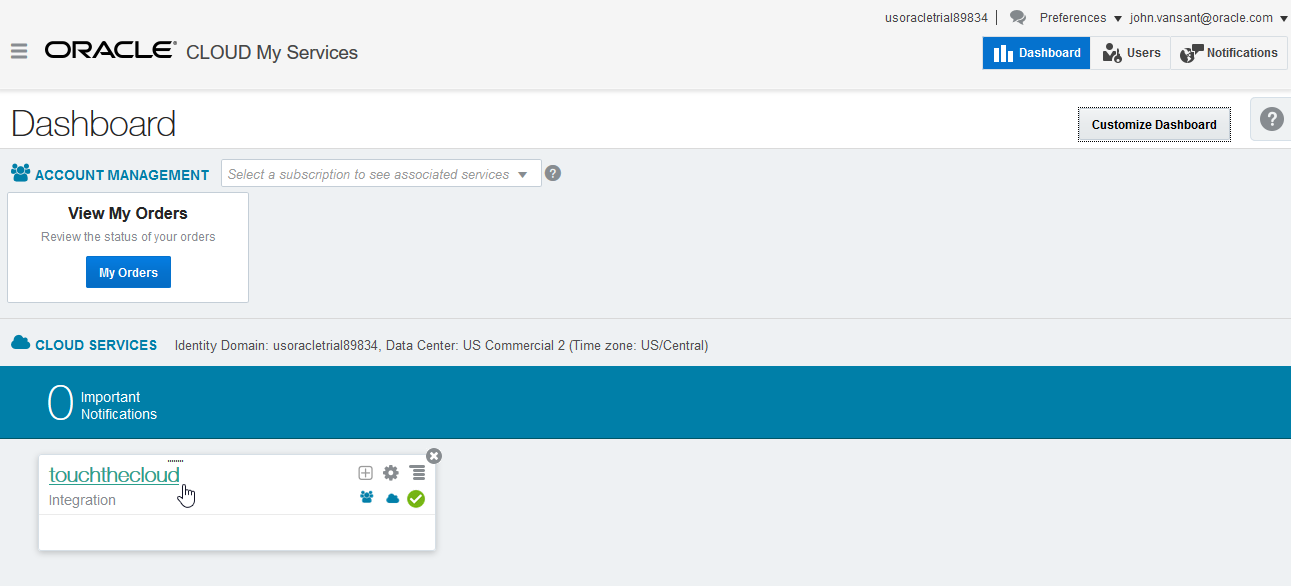 usoracletrial89834 Preferences john.vansant@oracle.com
ORACLE® CLOUD My Services
Dashboard Users Notifications
Dashboard
Customize Dashboard
?
ACCOUNT MANAGEMENT Select a subscription to see associated services ?
View My Orders
Review the status of your orders
My Orders
CLOUD SERVICES Identity Domain: usoracletrial89834, Data Center: US Commercial 2 (Time zone: US/Central)
0 Important
Notifications
touchthecloud
Integration